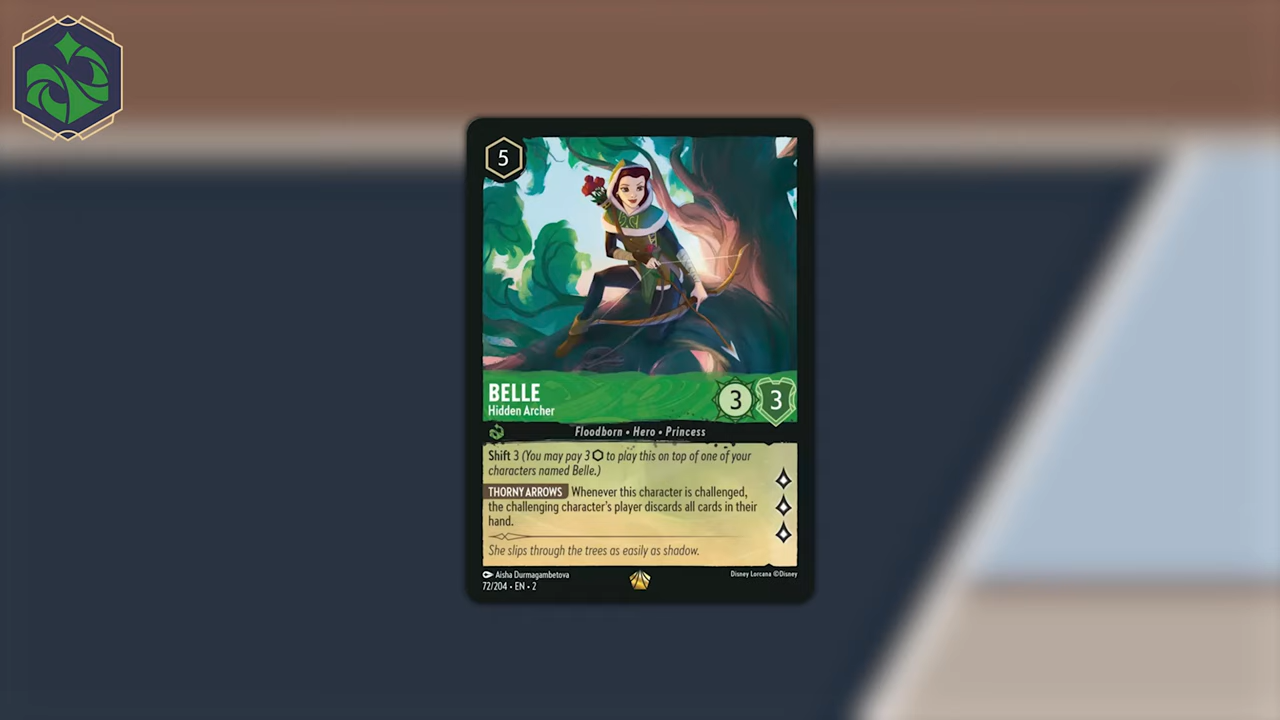 5
BELLE
Hidden Archer
3 3
Floodborn • Hero • Princess
Shift 3 (You may pay 3 to play this on top of one of your
characters named Belle.)
THORNY ARROWS Whenever this character is challenged,
the challenging character's player discards all cards in their
hand.
She slips through the trees as easily as shadow.
Aisha Durmagambetova
Disney Lorcana ©Disney
72/204 • EN • 2